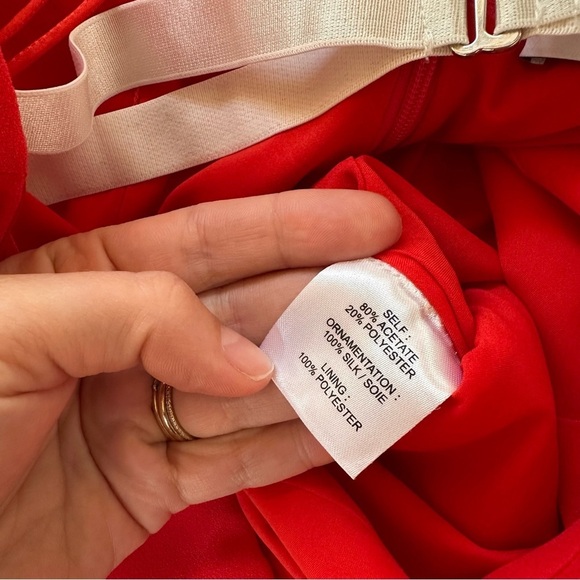 SELF :
80% ACETATE
20% POLYESTER
ORNAMENTATION :
100% SILK / SOIE
LINING :
100% POLYESTER